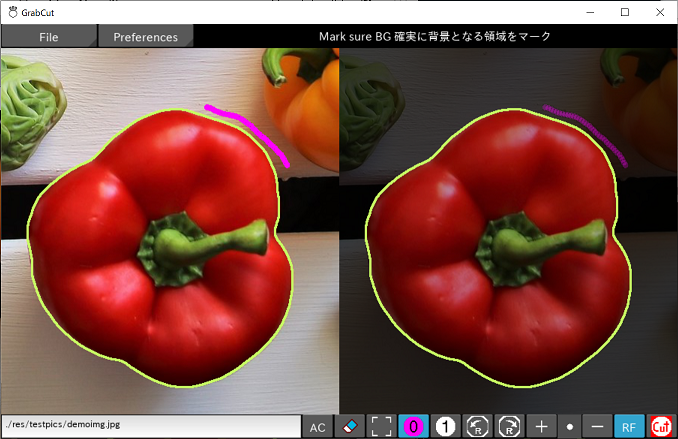 GrabCut
File Preferences Mark sure BG 確実に背景となる領域をマーク
./res/testpics/demoimg.jpg AC 0 1 R R RF Cut